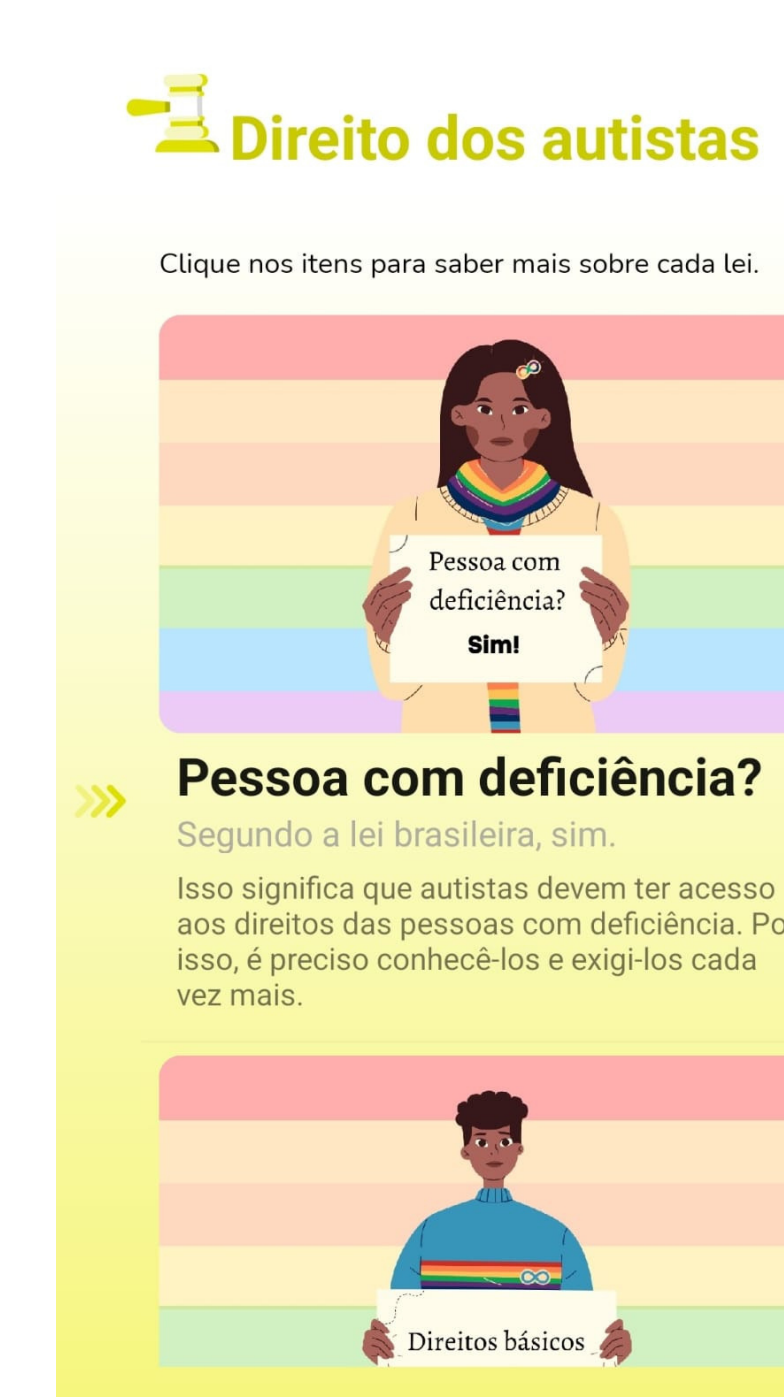 Direito dos autistas
Clique nos itens para saber mais sobre cada lei.
Pessoa com
deficiência?
Sim!
Pessoa com deficiência?
Segundo a lei brasileira, sim.
Isso significa que autistas devem ter acesso
aos direitos das pessoas com deficiência. Po
isso, é preciso conhecê-los e exigi-los cada
vez mais.
Direitos básicos